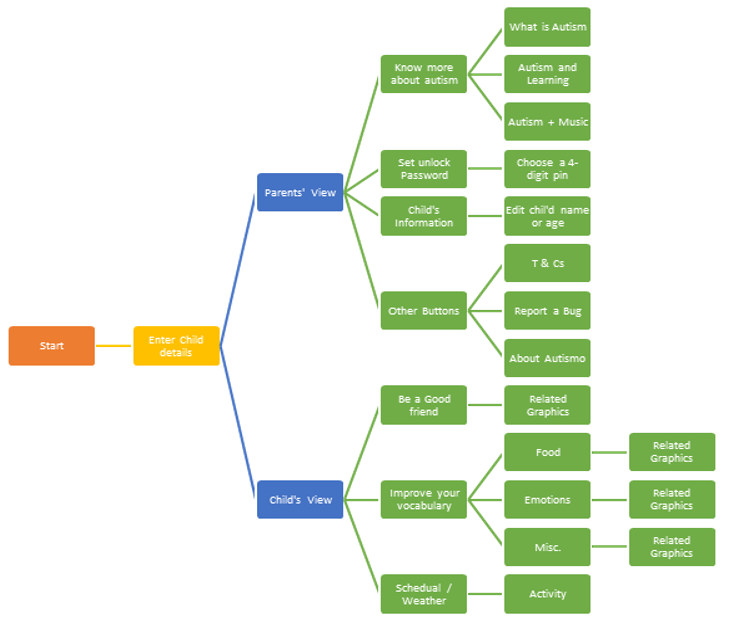 What is Autism
Know more
about autism
Autism and
Learning
Autism + Music
Set unlock
Password
Choose a 4-
digit pin
Parents' View
Child's
Information
Edit chil'd name
or age
T & Cs
Other Buttons
Report a Bug
About Autismo
Start
Enter Child
details
Be a Good
friend
Related
Graphics
Food
Related
Graphics
Child's View
Improve your
vocabulary
Emotions
Related
Graphics
Misc.
Related
Graphics
Schedual /
Weather
Activity